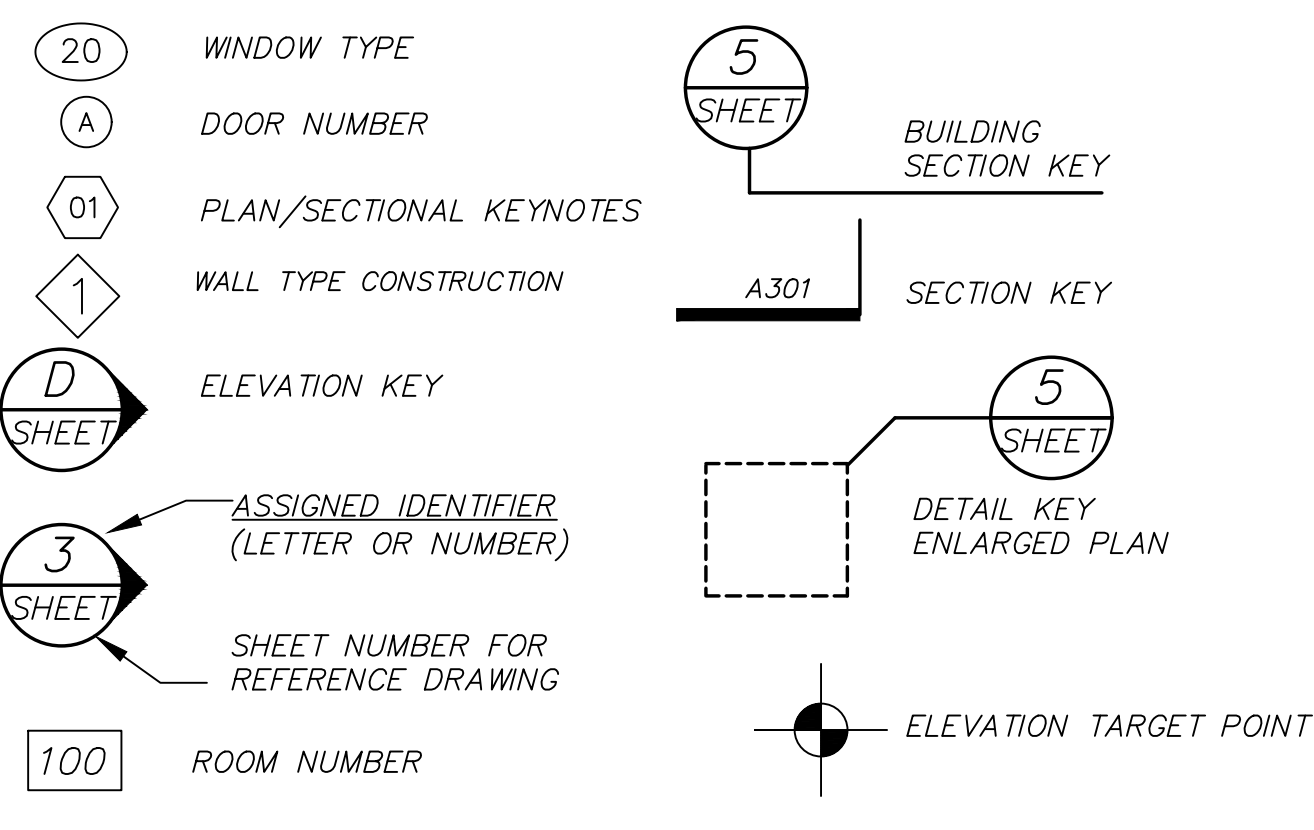 20 WINDOW TYPE
A DOOR NUMBER
01 PLAN/SECTIONAL KEYNOTES
1 WALL TYPE CONSTRUCTION
D
SHEET
ELEVATION KEY
ASSIGNED IDENTIFIER
(LETTER OR NUMBER)
3
SHEET
SHEET NUMBER FOR
REFERENCE DRAWING
100 ROOM NUMBER
5
SHEET
BUILDING
SECTION KEY
A301 SECTION KEY
5
SHEET
DETAIL KEY
ENLARGED PLAN
ELEVATION TARGET POINT